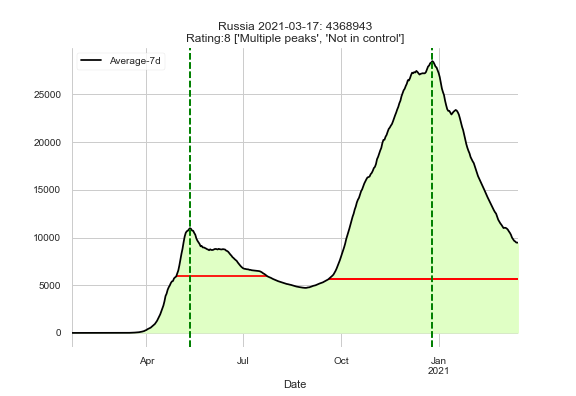 Russia 2021-03-17: 4368943
Rating:8 ['Multiple peaks', 'Not in control']
Average-7d
25000
20000
15000
10000
5000
0
Apr
Jul
Oct
Jan
2021
Date